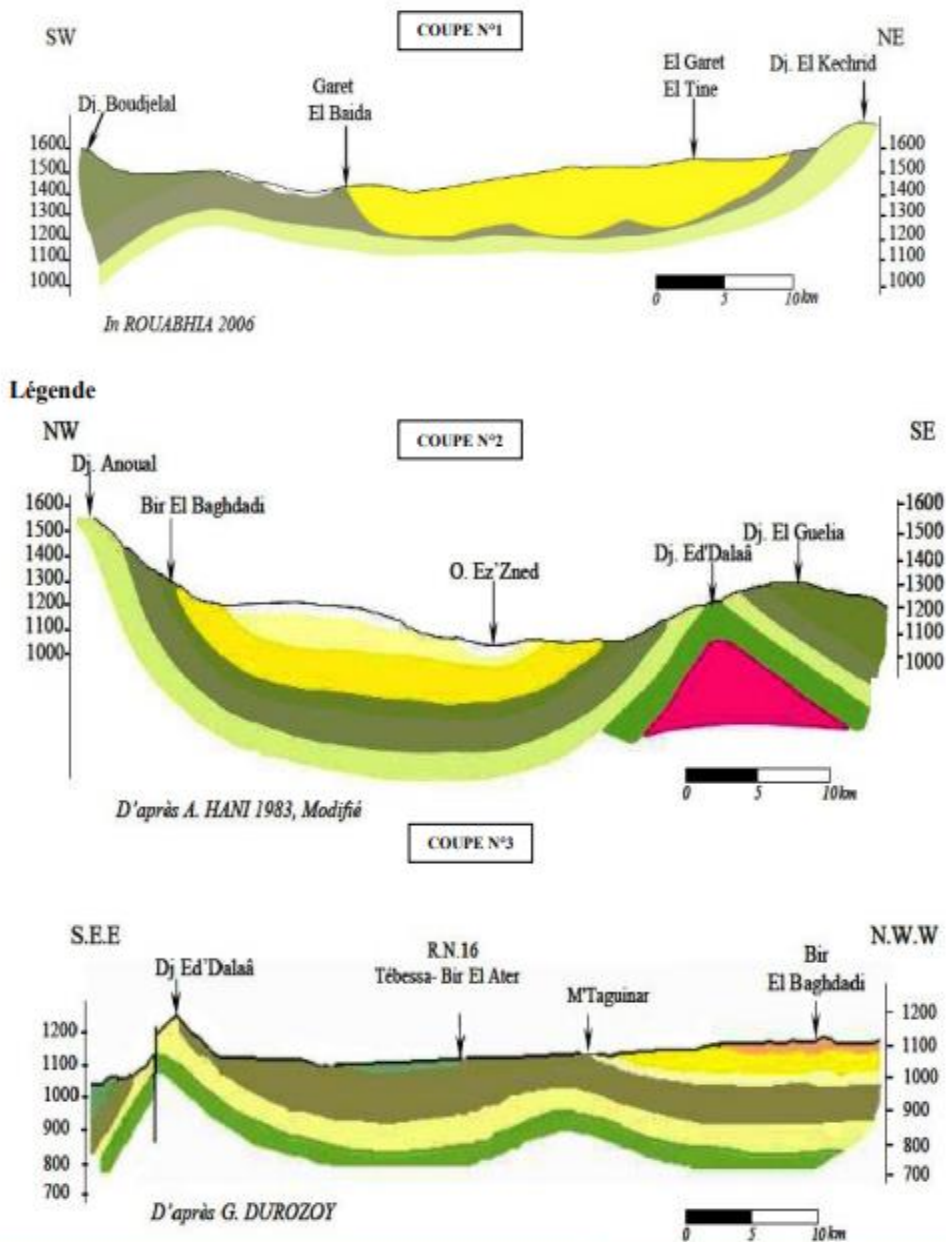 COUPE N°1
SW
NE
Dj. Boudjelal
Garet
El Baida
El Garet
El Tine
Dj. El Kechrid
1600
1500
1400
1300
1200
1100
1000
1600
1500
1400
1300
1200
1100
1000
0 5 10km
In ROUABHIA 2006
Légende
COUPE N°2
NW
SE
Dj. Anoual
Bir El Baghdadi
O. Ez'Zned
Dj. Ed'Dalaâ
Dj. El Guelia
1600
1500
1400
1300
1200
1100
1000
1600
1500
1400
1300
1200
1100
1000
0 5 10km
D'après A. HANI 1983, Modifié
COUPE N°3
S.E.E
N.W.W
Dj Ed'Dalaâ
R.N.16
Tébessa- Bir El Ater
M'Taguinar
Bir
El Baghdadi
1200
1100
1000
900
800
700
1200
1100
1000
900
800
700
0 5 10km
D'après G. DUROZOY